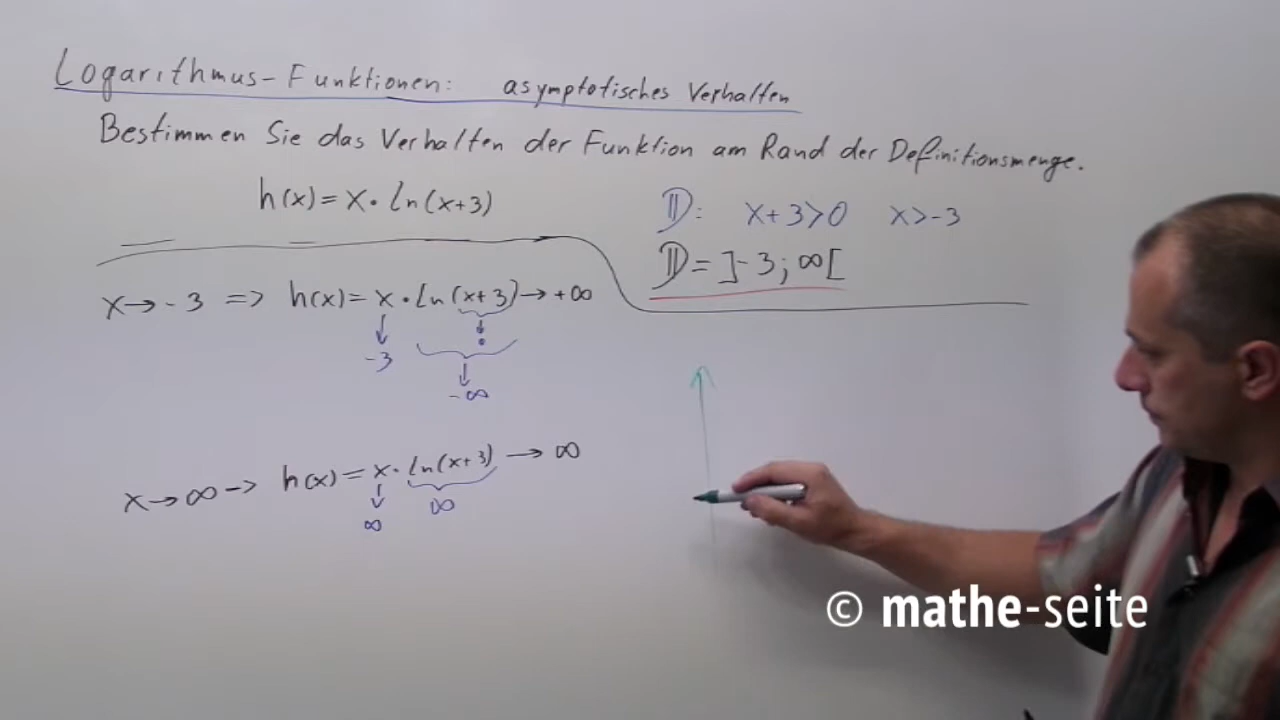 Logarithmus-Funktionen: asymptotisches Verhalten
Bestimmen Sie das Verhalten der Funktion am Rand der Definitionsmenge.
h(x)=x·ln(x+3)
𝔻: x+3>0 x>-3
𝔻=]-3;∞[
x→-3 => h(x)=x·ln(x+3)→+∞
↓ ↓
-3 0
↓
-∞
x→∞ → h(x)=x·ln(x+3) → ∞
↓
∞ ∞
© mathe-seite